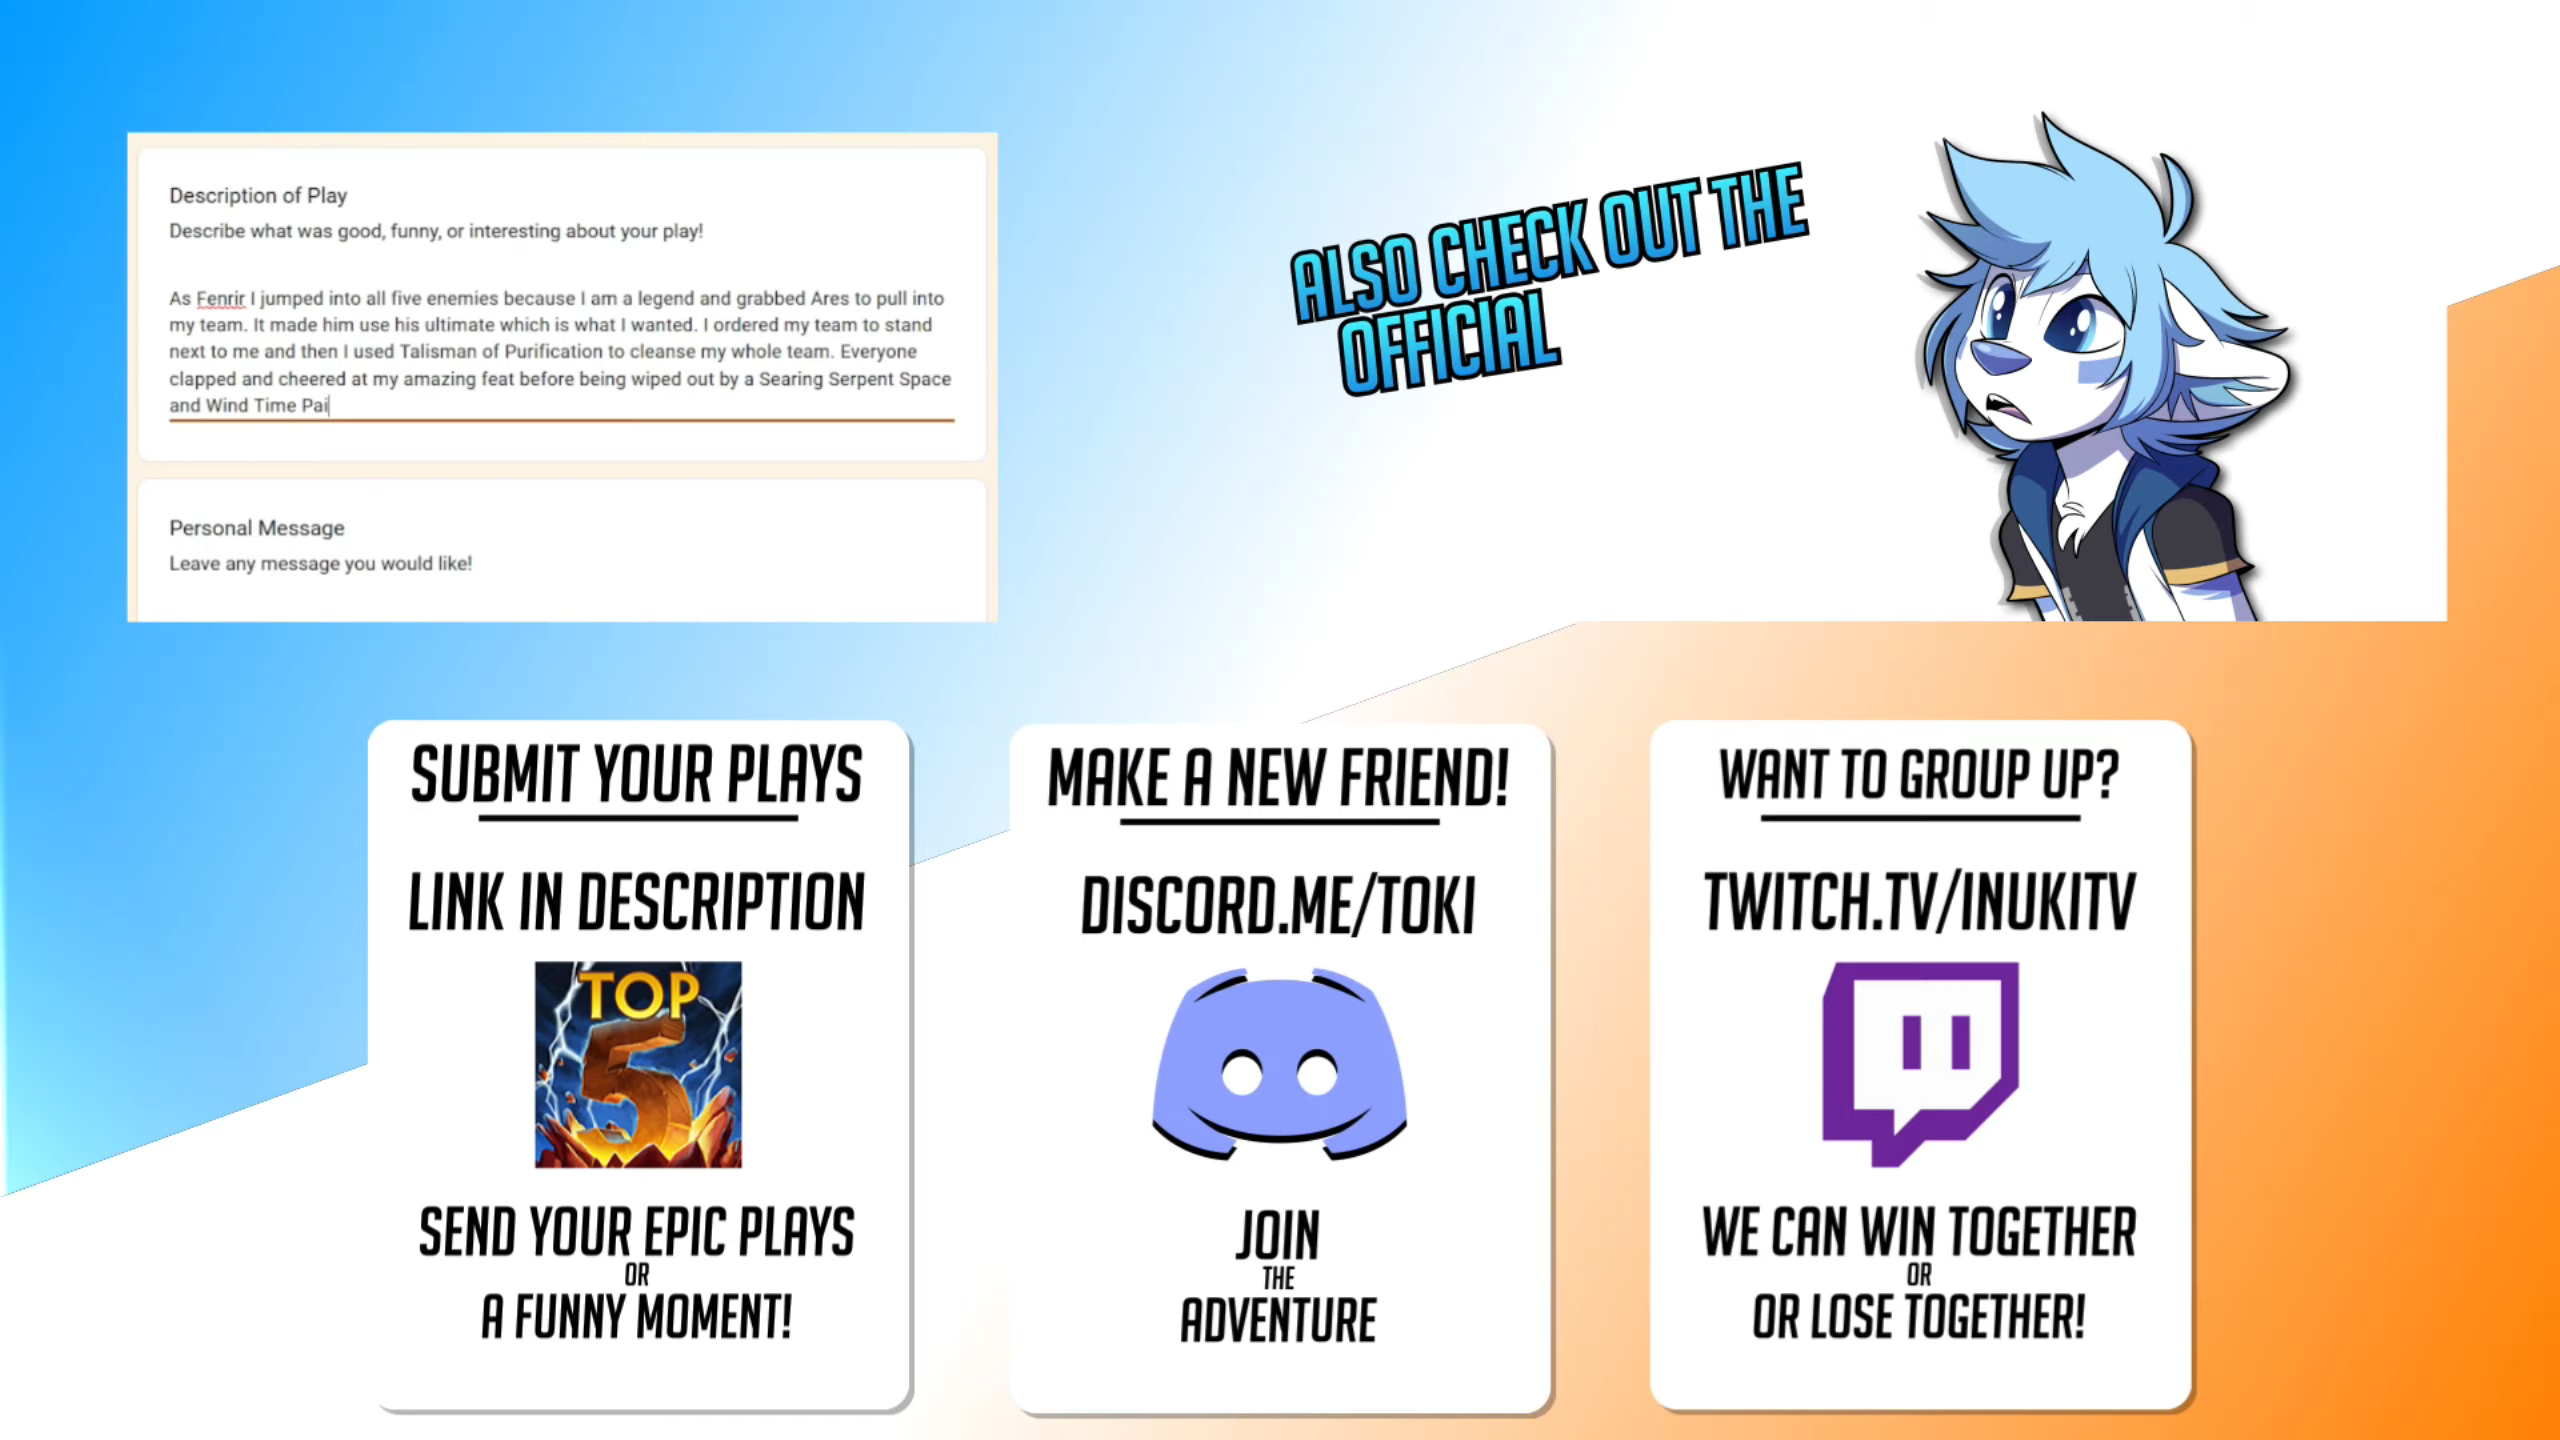 Description of Play
Describe what was good, funny, or interesting about your play!
As Fenrir I jumped into all five enemies because I am a legend and grabbed Ares to pull into
my team. It made him use his ultimate which is what I wanted. I ordered my team to stand
next to me and then I used Talisman of Purification to cleanse my whole team. Everyone
clapped and cheered at my amazing feat before being wiped out by a Searing Serpent Space
and Wind Time Pai
Personal Message
Leave any message you would like!
ALSO CHECK OUT THE
OFFICIAL
SUBMIT YOUR PLAYS
LINK IN DESCRIPTION
TOP
5
SEND YOUR EPIC PLAYS
OR
A FUNNY MOMENT!
MAKE A NEW FRIEND!
DISCORD.ME/TOKI
JOIN
THE
ADVENTURE
WANT TO GROUP UP?
TWITCH.TV/INUKITV
WE CAN WIN TOGETHER
OR
OR LOSE TOGETHER!